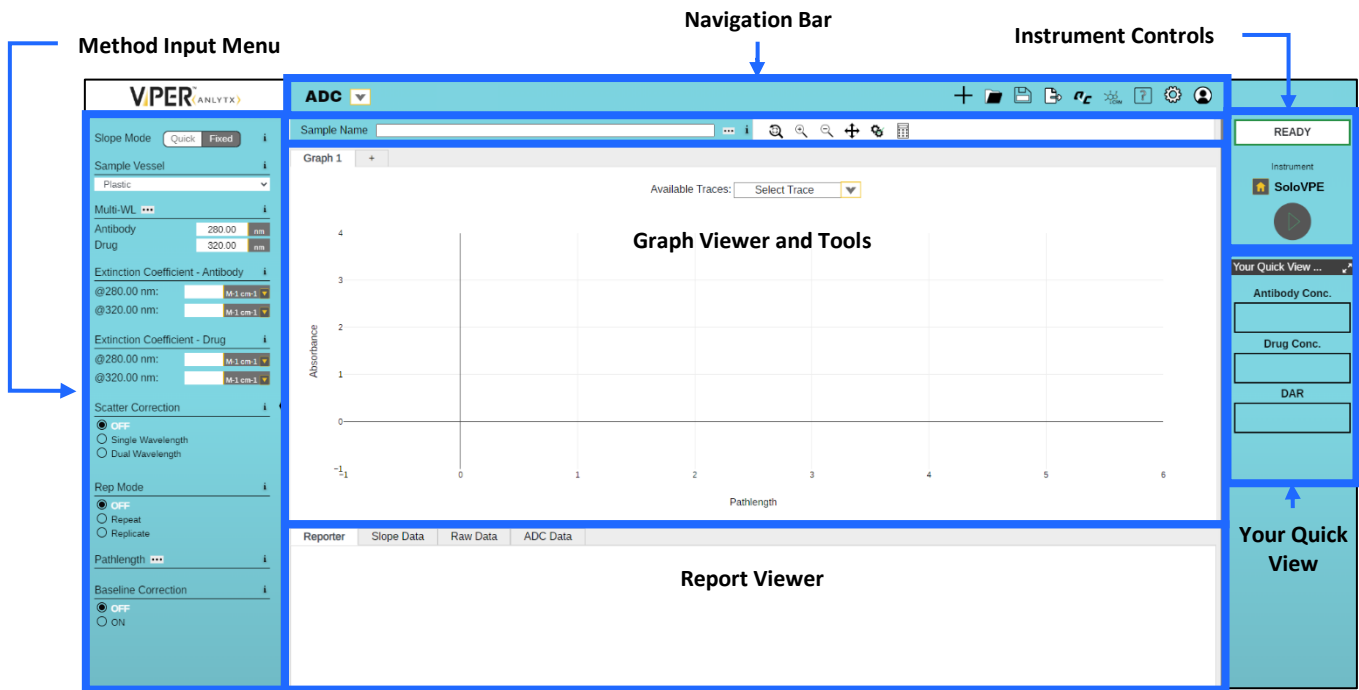 Navigation Bar
Method Input Menu
Instrument Controls
VIPER™ (ANLYTX)
ADC
Sample Name ••• i
READY
Instrument
SoloVPE
Slope Mode Quick Fixed i
Sample Vessel i
Plastic
Multi-WL ••• i
Antibody 280.00 nm
Drug 320.00 nm
Extinction Coefficient - Antibody i
@280.00 nm: M-1 cm-1
@320.00 nm: M-1 cm-1
Extinction Coefficient - Drug i
@280.00 nm: M-1 cm-1
@320.00 nm: M-1 cm-1
Scatter Correction i
OFF
Single Wavelength
Dual Wavelength
Rep Mode i
OFF
Repeat
Replicate
Pathlength ••• i
Baseline Correction i
OFF
ON
Graph 1 +
Available Traces: Select Trace
Graph Viewer and Tools
4
3
2
1
0
−1
Absorbance
−1 0 1 2 3 4 5 6
Pathlength
Reporter Slope Data Raw Data ADC Data
Report Viewer
Your Quick View ...
Antibody Conc.
Drug Conc.
DAR
Your Quick
View